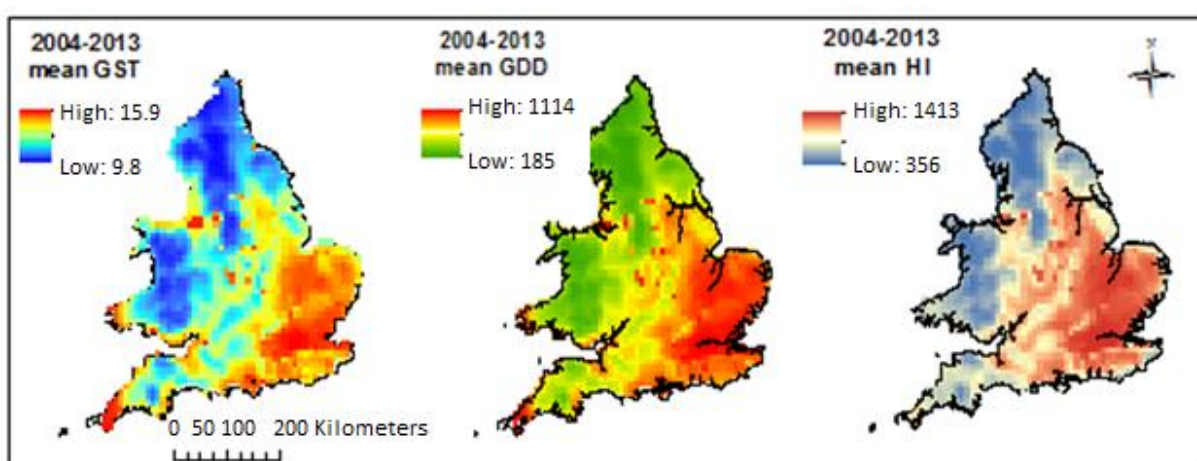 2004-2013
mean GST
High: 15.9
Low: 9.8
2004-2013
mean GDD
High: 1114
Low: 185
2004-2013
mean HI
High: 1413
Low: 356
0 50 100 200 Kilometers